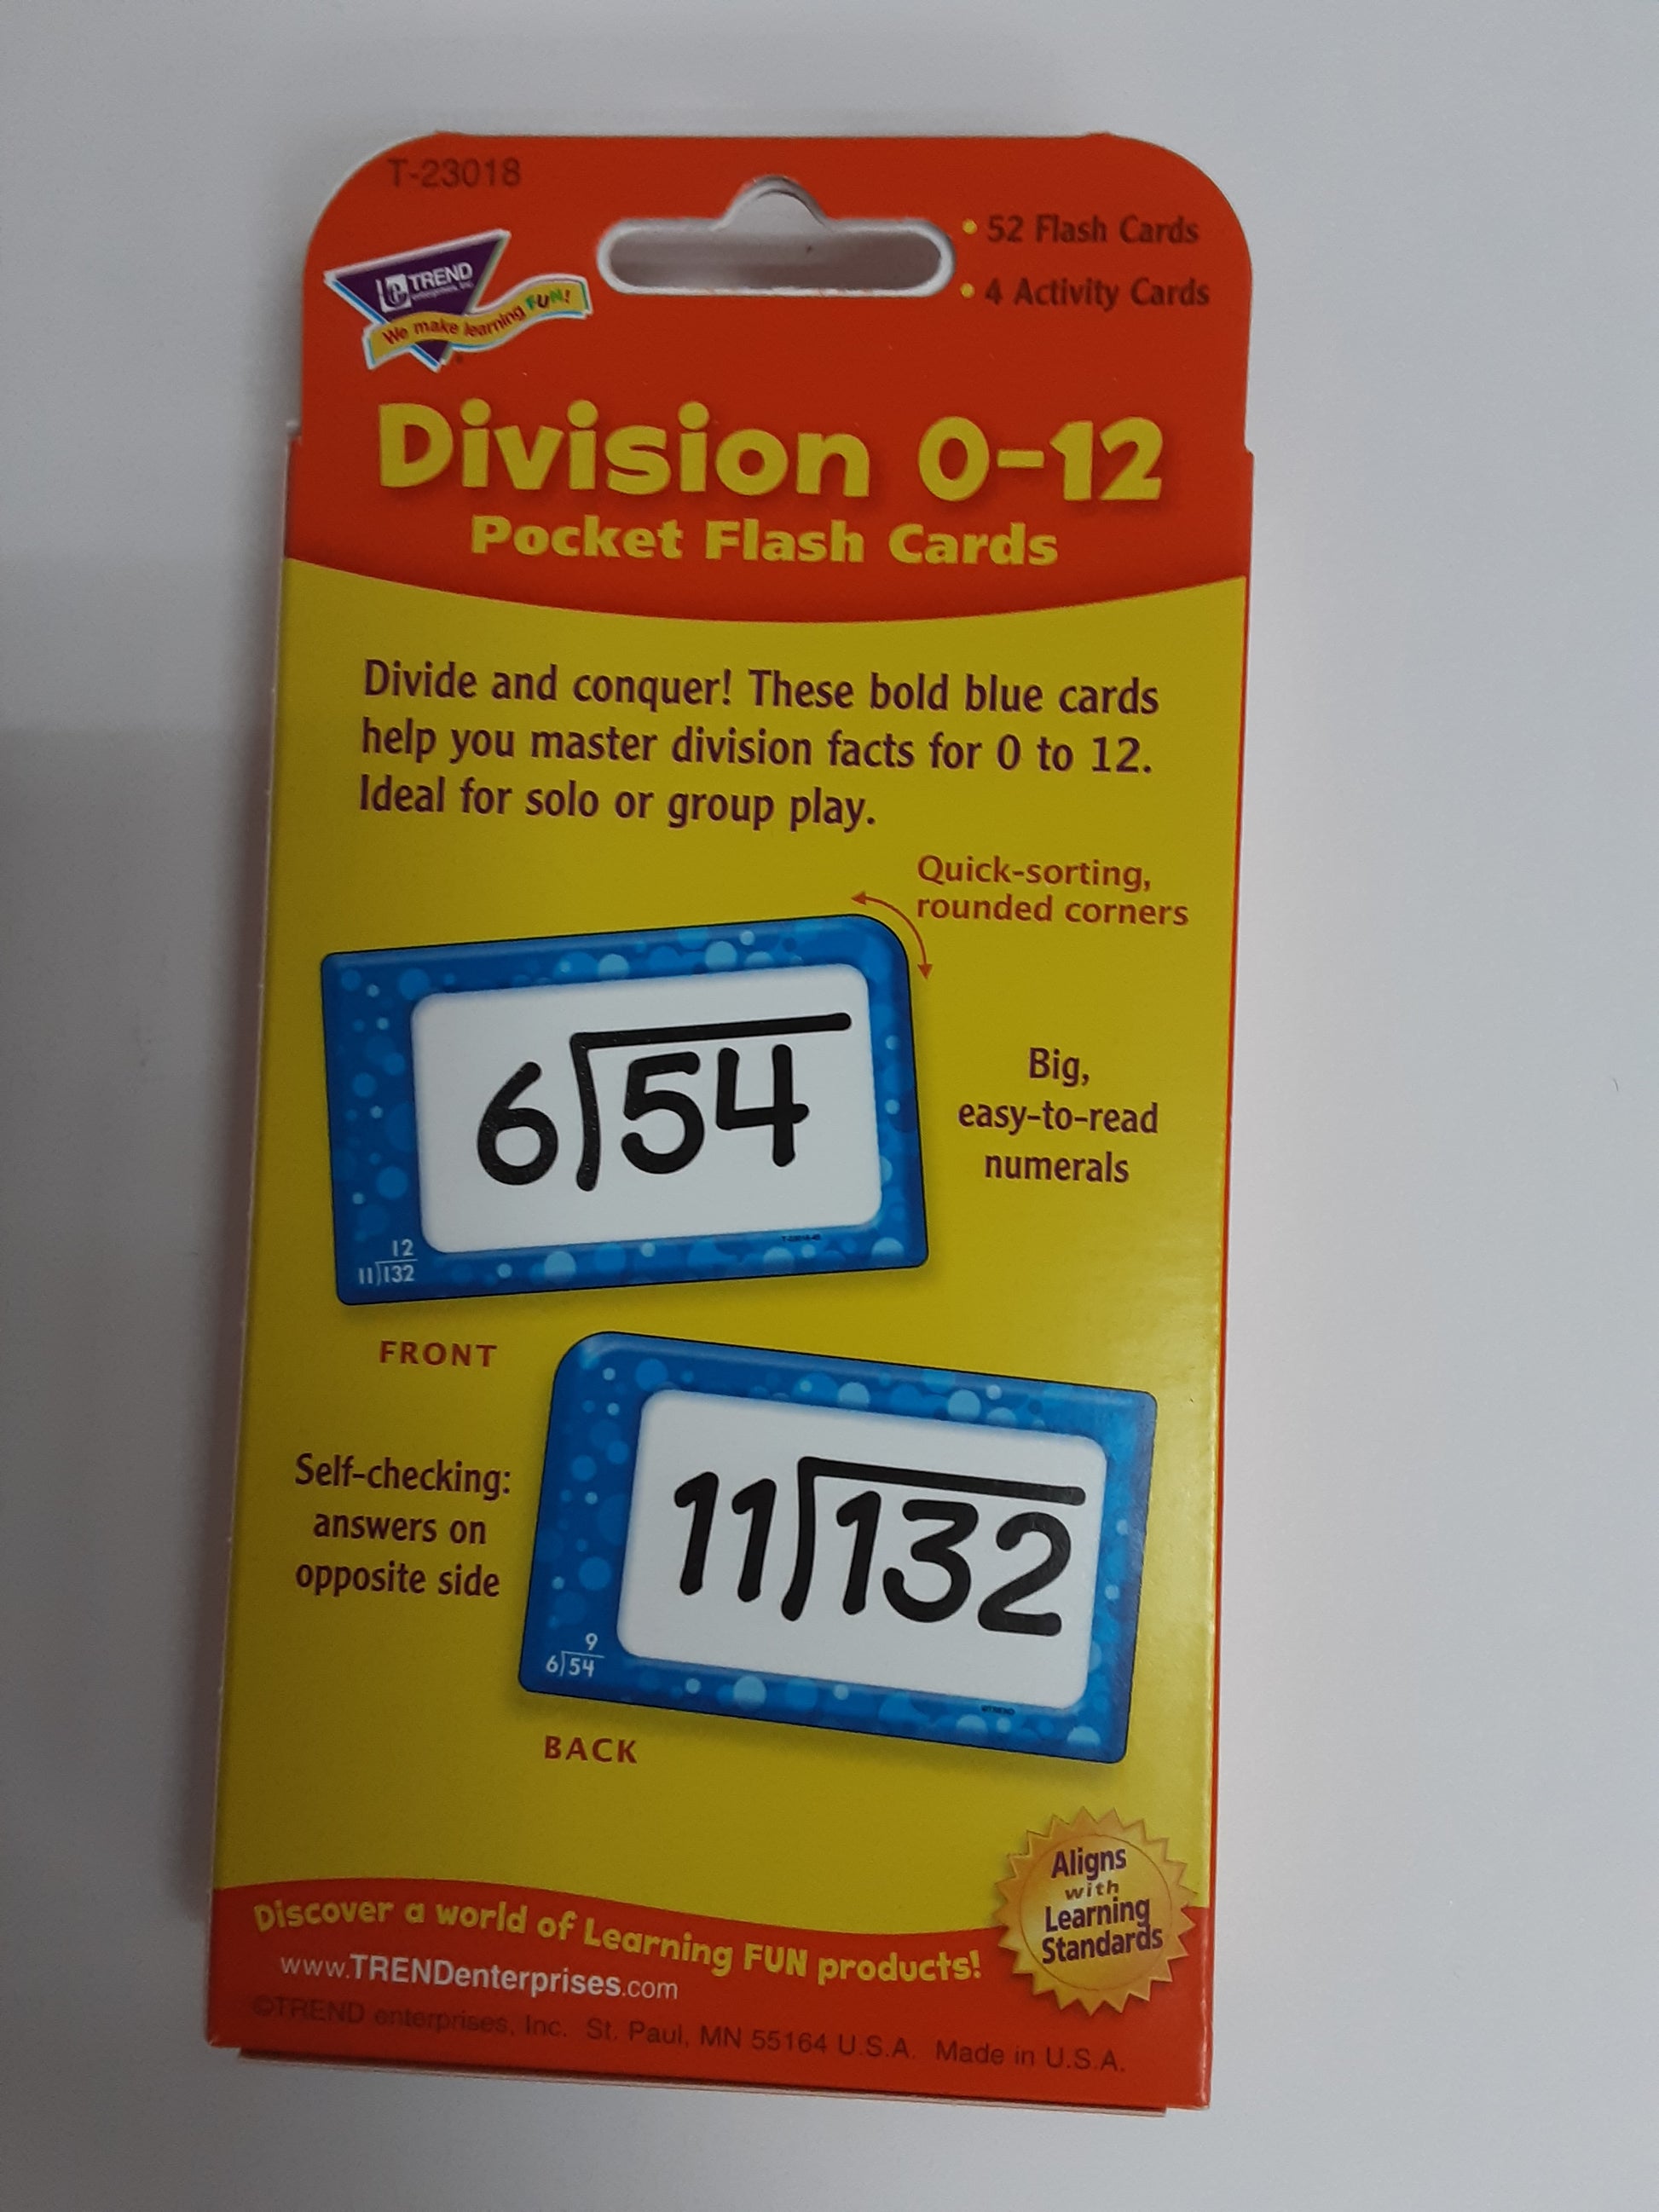 T-23018
TREND
enterprises, Inc.
We make learning FUN!
• 52 Flash Cards
• 4 Activity Cards
Division 0-12
Pocket Flash Cards
Divide and conquer! These bold blue cards
help you master division facts for 0 to 12.
Ideal for solo or group play.
Quick-sorting,
rounded corners
6)54
12
11)132
Big,
easy-to-read
numerals
FRONT
Self-checking:
answers on
opposite side
11)132
9
6)54
BACK
Aligns
with
Learning
Standards
Discover a world of Learning FUN products!
www.TRENDenterprises.com
©TREND enterprises, Inc. St. Paul, MN 55164 U.S.A. Made in U.S.A.